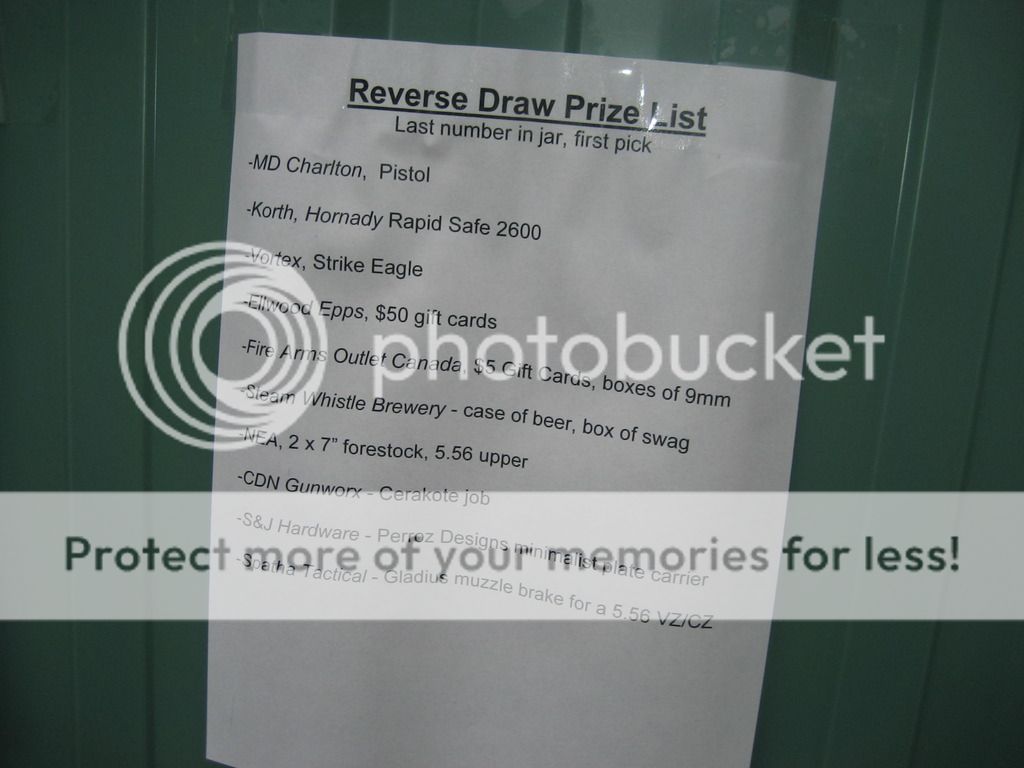 Reverse Draw Prize List
Last number in jar, first pick
-MD Charlton, Pistol
-Korth, Hornady Rapid Safe 2600
-Vortex, Strike Eagle
-Ellwood Epps, $50 gift cards
-Fire Arms Outlet Canada, $5 Gift Cards, boxes of 9mm
-Steam Whistle Brewery - case of beer, box of swag
-NEA, 2 x 7” forestock, 5.56 upper
-CDN Gunworx - Cerakote job
-S&J Hardware - Perroz Designs minimalist plate carrier
-Spatha Tactical - Gladius muzzle brake for a 5.56 VZ/CZ
photobucket
Protect more of your memories for less!